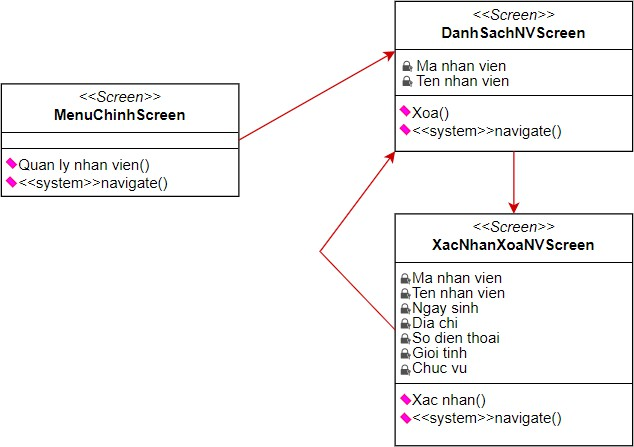 <<Screen>>
MenuChinhScreen
Quan ly nhan vien()
<<system>>navigate()
<<Screen>>
DanhSachNVScreen
Ma nhan vien
Ten nhan vien
Xoa()
<<system>>navigate()
<<Screen>>
XacNhanXoaNVScreen
Ma nhan vien
Ten nhan vien
Ngay sinh
Dia chi
So dien thoai
Gioi tinh
Chuc vu
Xac nhan()
<<system>>navigate()